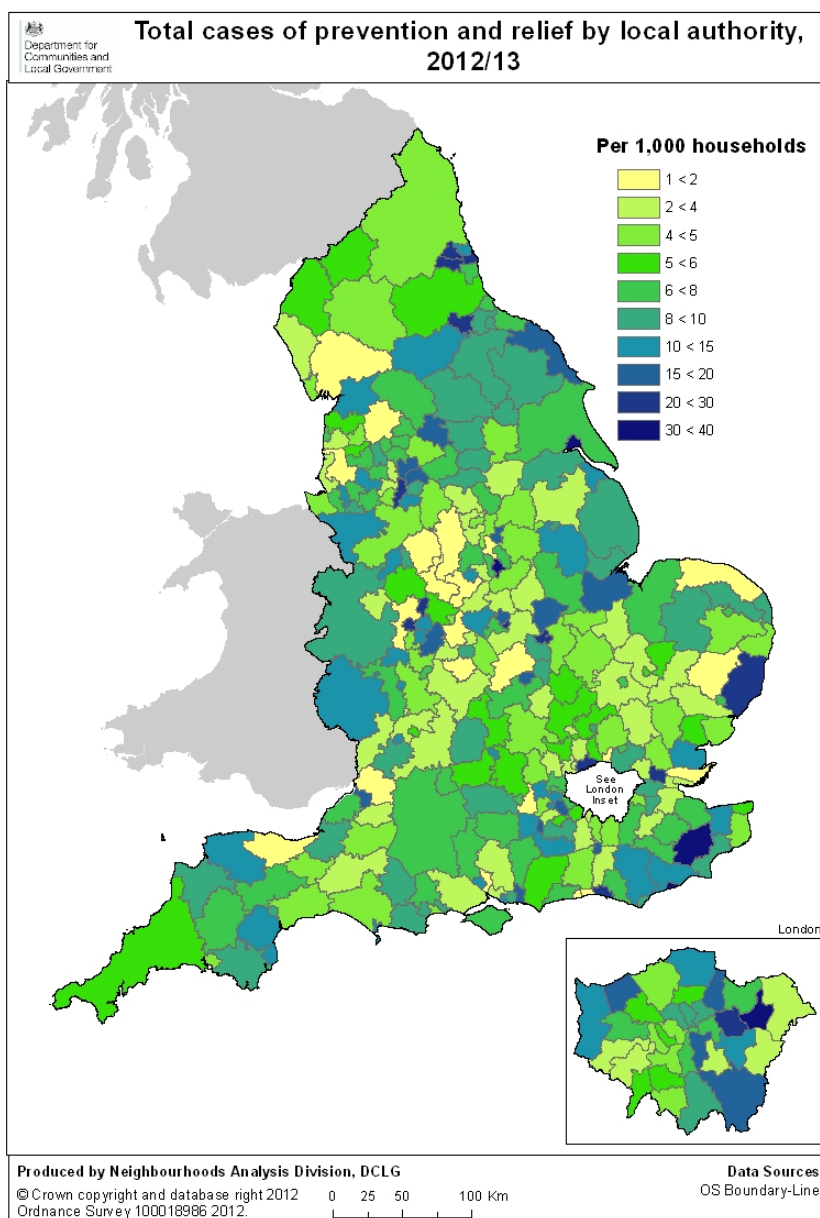 Department for
Communities and
Local Government
Total cases of prevention and relief by local authority,
2012/13
Per 1,000 households
1 < 2
2 < 4
4 < 5
5 < 6
6 < 8
8 < 10
10 < 15
15 < 20
20 < 30
30 < 40
See
London
Inset
London
Produced by Neighbourhoods Analysis Division, DCLG
© Crown copyright and database right 2012
Ordnance Survey 100018986 2012.
0 25 50 100 Km
Data Sources
OS Boundary-Line